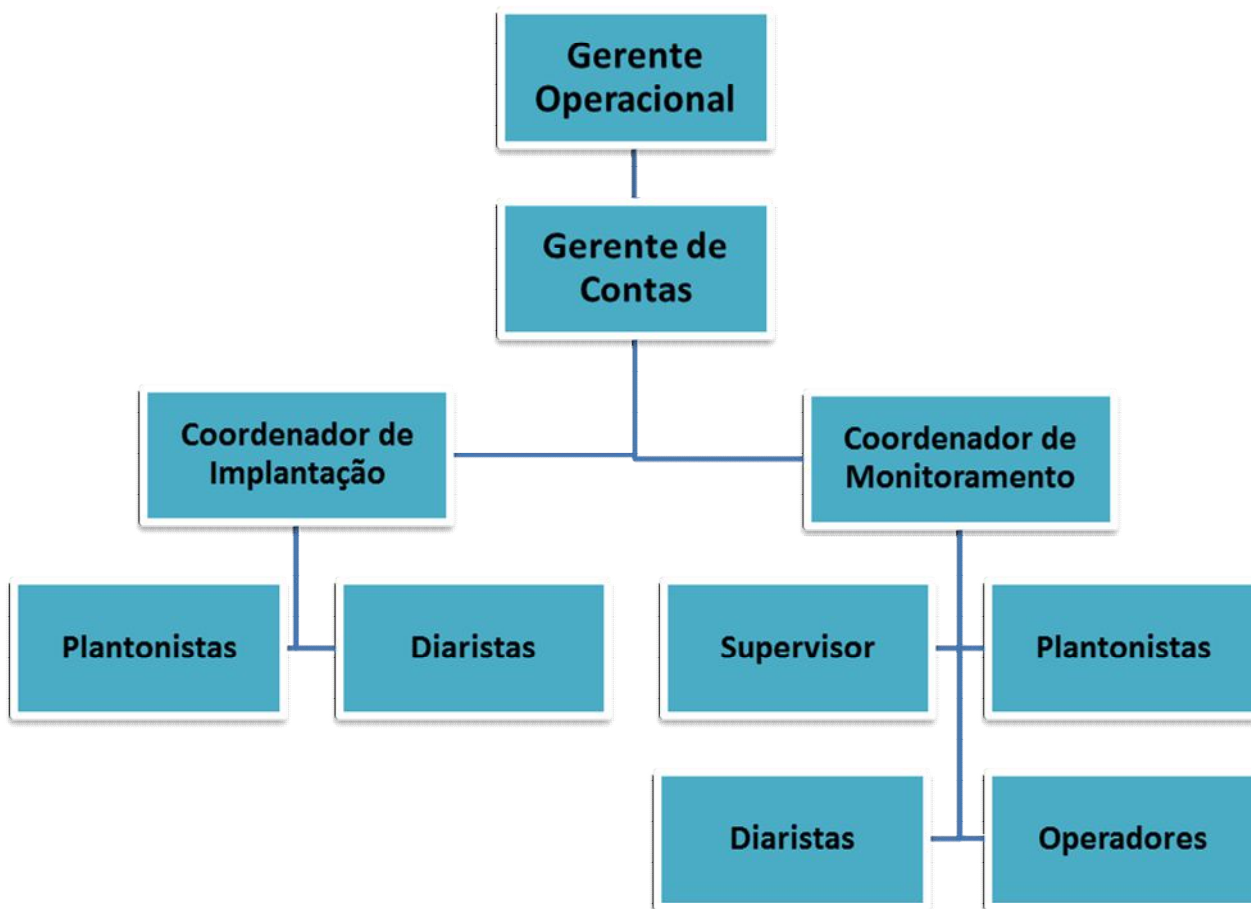 Gerente
Operacional
Gerente de
Contas
Coordenador de
Implantação
Coordenador de
Monitoramento
Plantonistas
Diaristas
Supervisor
Plantonistas
Diaristas
Operadores